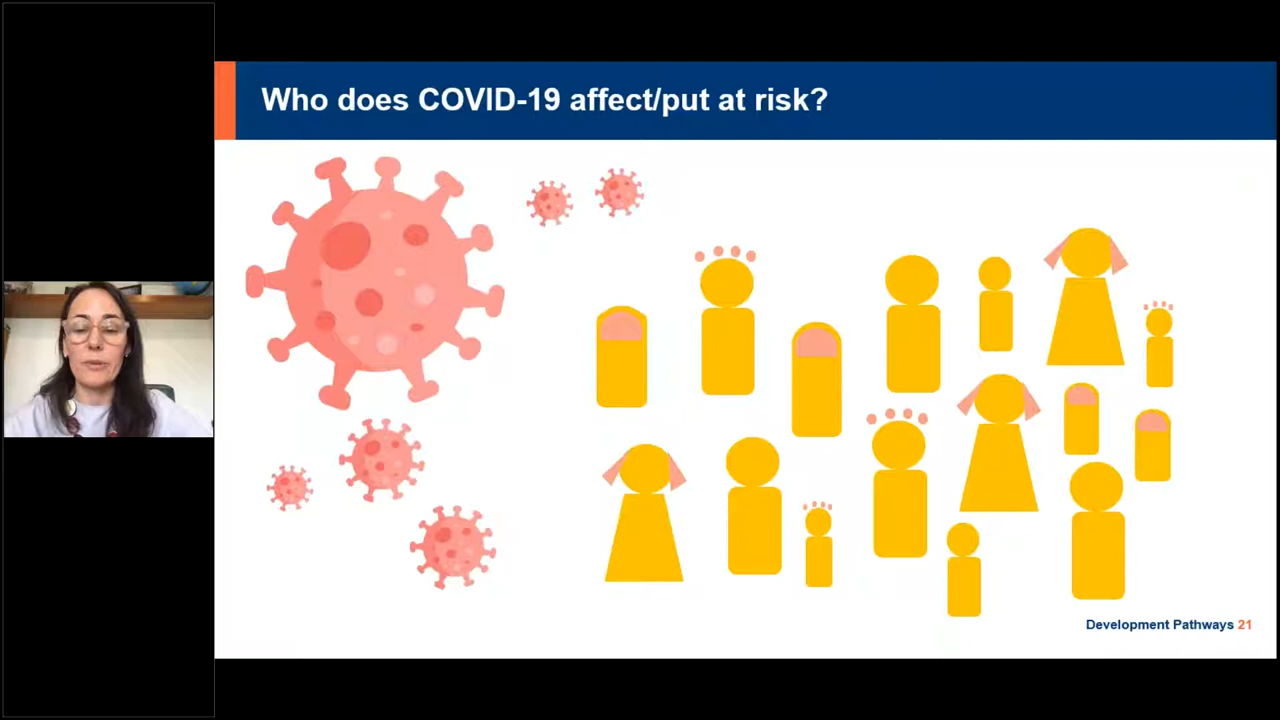 Who does COVID-19 affect/put at risk?
Development Pathways 21